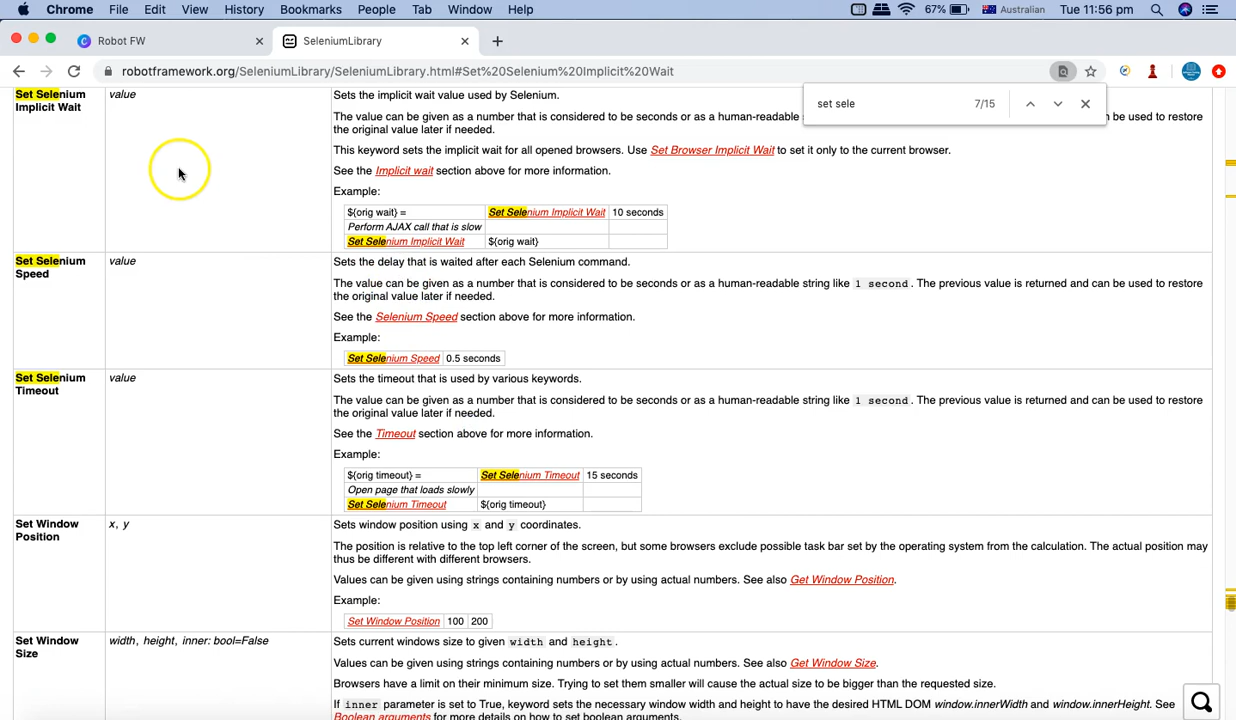 Chrome File Edit View History Bookmarks People Tab Window Help 67% Australian Tue 11:56 pm
Robot FW SeleniumLibrary
robotframework.org/SeleniumLibrary/SeleniumLibrary.html#Set%20Selenium%20Implicit%20Wait
set sele 7/15
Set Selenium Implicit Wait
value
Sets the implicit wait value used by Selenium.
The value can be given as a number that is considered to be seconds or as a human-readable be used to restore
the original value later if needed.
This keyword sets the implicit wait for all opened browsers. Use Set Browser Implicit Wait to set it only to the current browser.
See the Implicit wait section above for more information.
Example:
${orig wait} = Set Selenium Implicit Wait 10 seconds
Perform AJAX call that is slow
Set Selenium Implicit Wait ${orig wait}
Set Selenium Speed
value
Sets the delay that is waited after each Selenium command.
The value can be given as a number that is considered to be seconds or as a human-readable string like 1 second. The previous value is returned and can be used to restore
the original value later if needed.
See the Selenium Speed section above for more information.
Example:
Set Selenium Speed 0.5 seconds
Set Selenium Timeout
value
Sets the timeout that is used by various keywords.
The value can be given as a number that is considered to be seconds or as a human-readable string like 1 second. The previous value is returned and can be used to restore
the original value later if needed.
See the Timeout section above for more information.
Example:
${orig timeout} = Set Selenium Timeout 15 seconds
Open page that loads slowly
Set Selenium Timeout ${orig timeout}
Set Window Position
x, y
Sets window position using x and y coordinates.
The position is relative to the top left corner of the screen, but some browsers exclude possible task bar set by the operating system from the calculation. The actual position may
thus be different with different browsers.
Values can be given using strings containing numbers or by using actual numbers. See also Get Window Position.
Example:
Set Window Position 100 200
Set Window Size
width, height, inner: bool=False
Sets current windows size to given width and height.
Values can be given using strings containing numbers or by using actual numbers. See also Get Window Size.
Browsers have a limit on their minimum size. Trying to set them smaller will cause the actual size to be bigger than the requested size.
If inner parameter is set to True, keyword sets the necessary window width and height to have the desired HTML DOM window.innerWidth and window.innerHeight. See
Boolean arguments for more details on how to set boolean arguments.